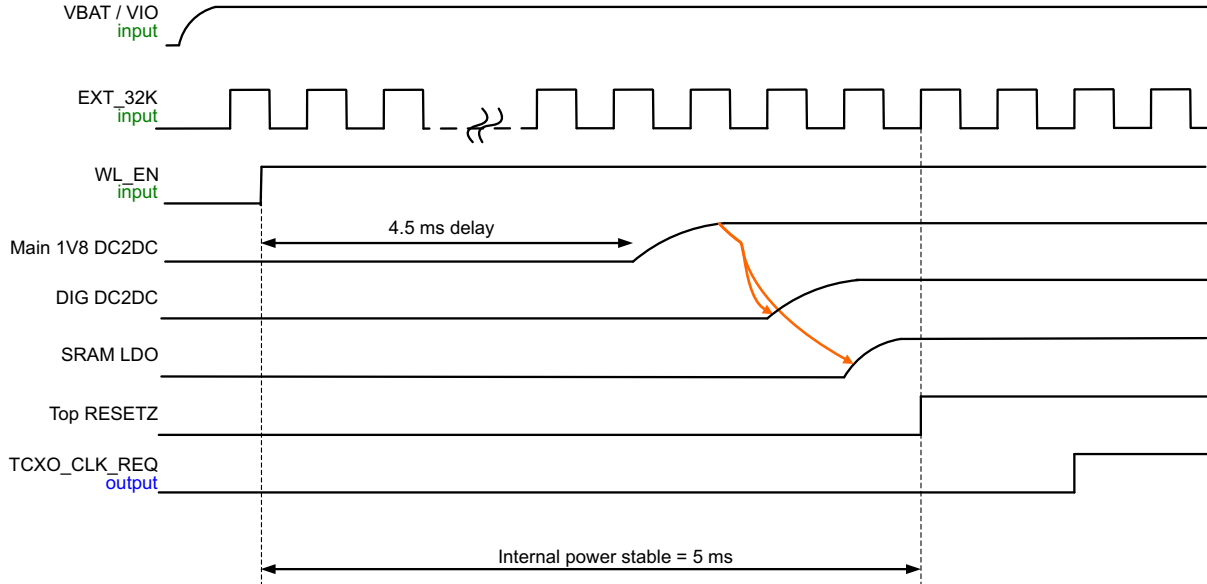 VBAT / VIO
input
EXT_32K
input
WL_EN
input
4.5 ms delay
Main 1V8 DC2DC
DIG DC2DC
SRAM LDO
Top RESETZ
TCXO_CLK_REQ
output
Internal power stable = 5 ms